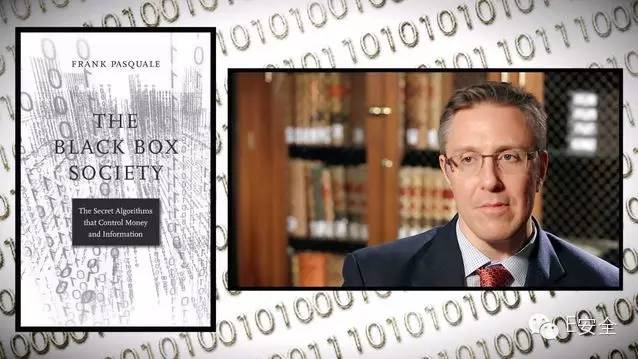 FRANK PASQUALE
THE
BLACK BOX
SOCIETY
The Secret Algorithms
that Control Money
and Information
E安全